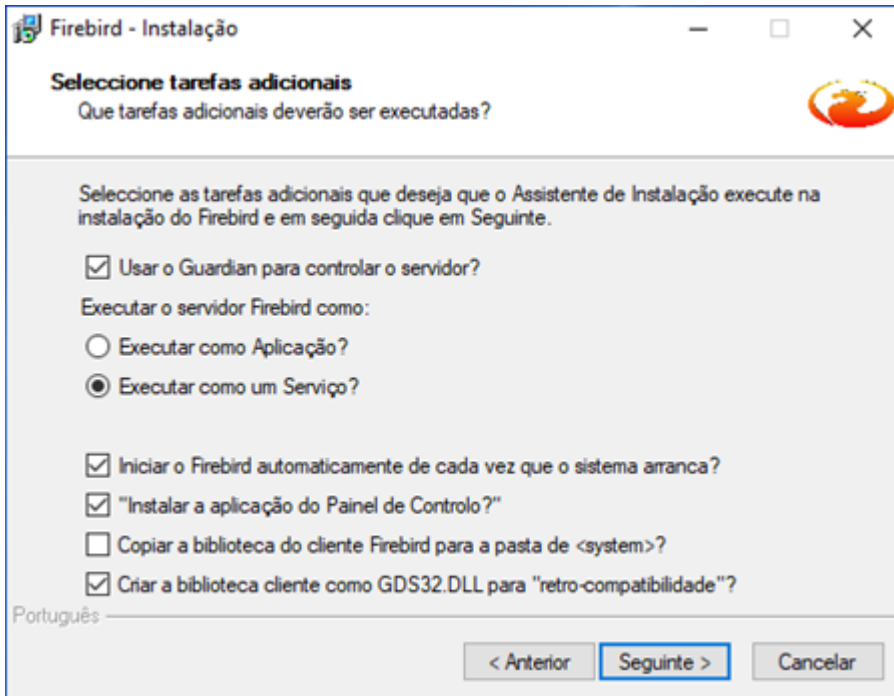 Firebird - Instalação
Seleccione tarefas adicionais
Que tarefas adicionais deverão ser executadas?
Seleccione as tarefas adicionais que deseja que o Assistente de Instalação execute na
instalação do Firebird e em seguida clique em Seguinte.
Usar o Guardian para controlar o servidor?
Executar o servidor Firebird como:
Executar como Aplicação?
Executar como um Serviço?
Iniciar o Firebird automaticamente de cada vez que o sistema arranca?
"Instalar a aplicação do Painel de Controlo?"
Copiar a biblioteca do cliente Firebird para a pasta de <system>?
Criar a biblioteca cliente como GDS32.DLL para "retro-compatibilidade"?
Português
< Anterior
Seguinte >
Cancelar